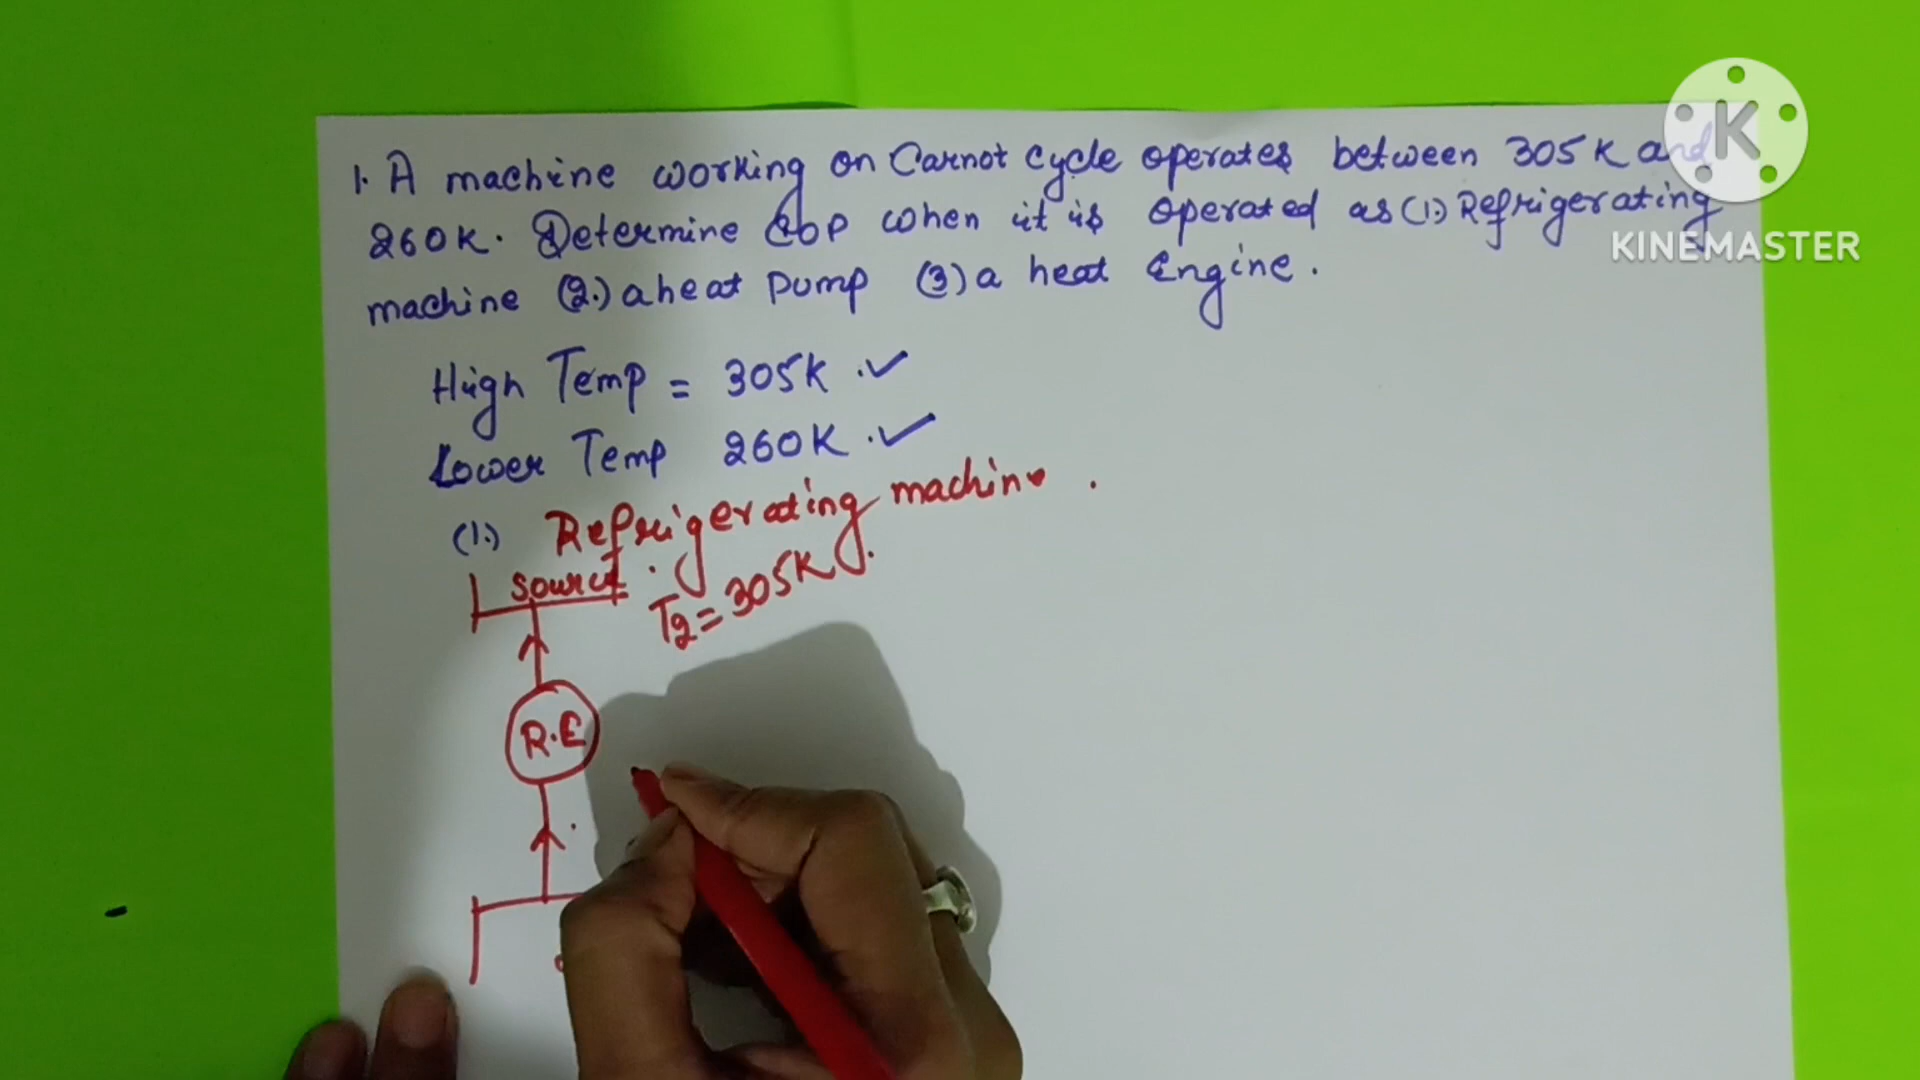 1. A machine working on Carnot cycle operates between 305K and
260K. Determine COP when it is operated as (1.) Refrigerating
machine (2.) a heat Pump (3) a heat Engine.
High Temp = 305K.
Lower Temp 260K.
(1.) Refrigerating machine.
Source.
T2 = 305K.
R.E
K
KINEMASTER